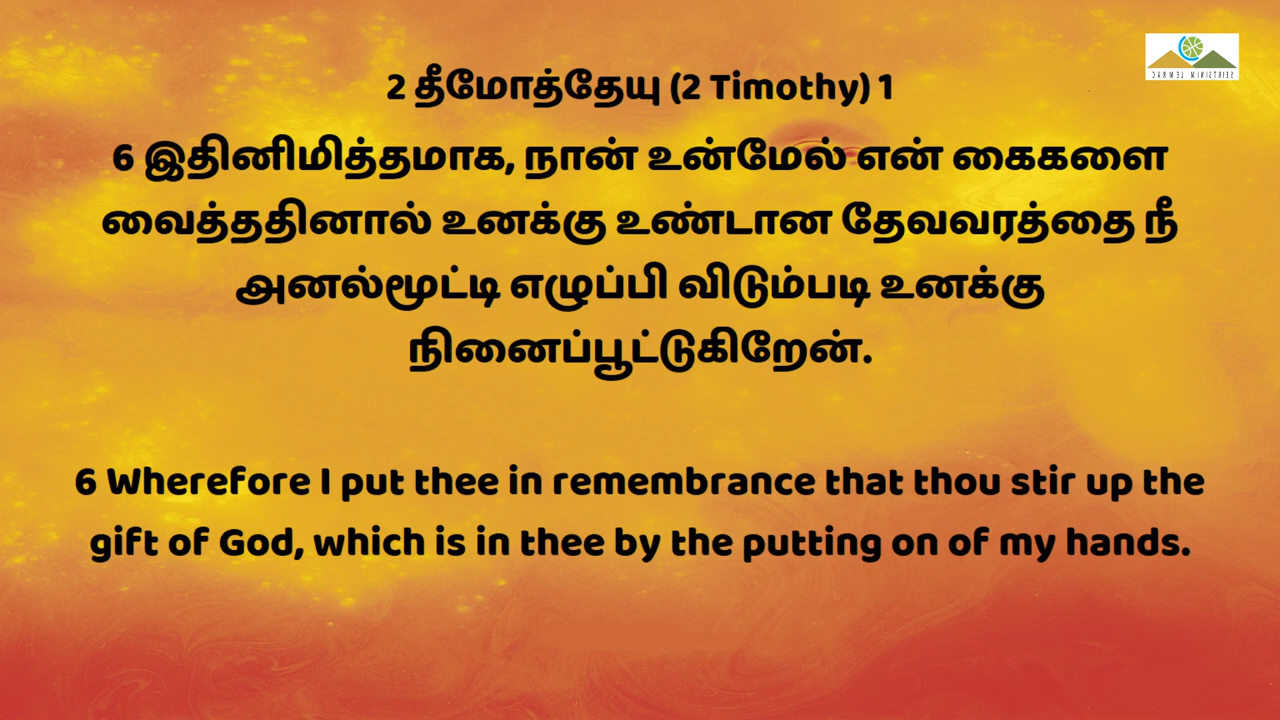 2 தீமோத்தேயு (2 Timothy) 1
6 இதினிமித்தமாக, நான் உன்மேல் என் கைகளை
வைத்ததினால் உனக்கு உண்டான தேவவரத்தை நீ
அனல்மூட்டி எழுப்பி விடும்படி உனக்கு
நினைப்பூட்டுகிறேன்.
6 Wherefore I put thee in remembrance that thou stir up the
gift of God, which is in thee by the putting on of my hands.
CARMEL MINISTRIES